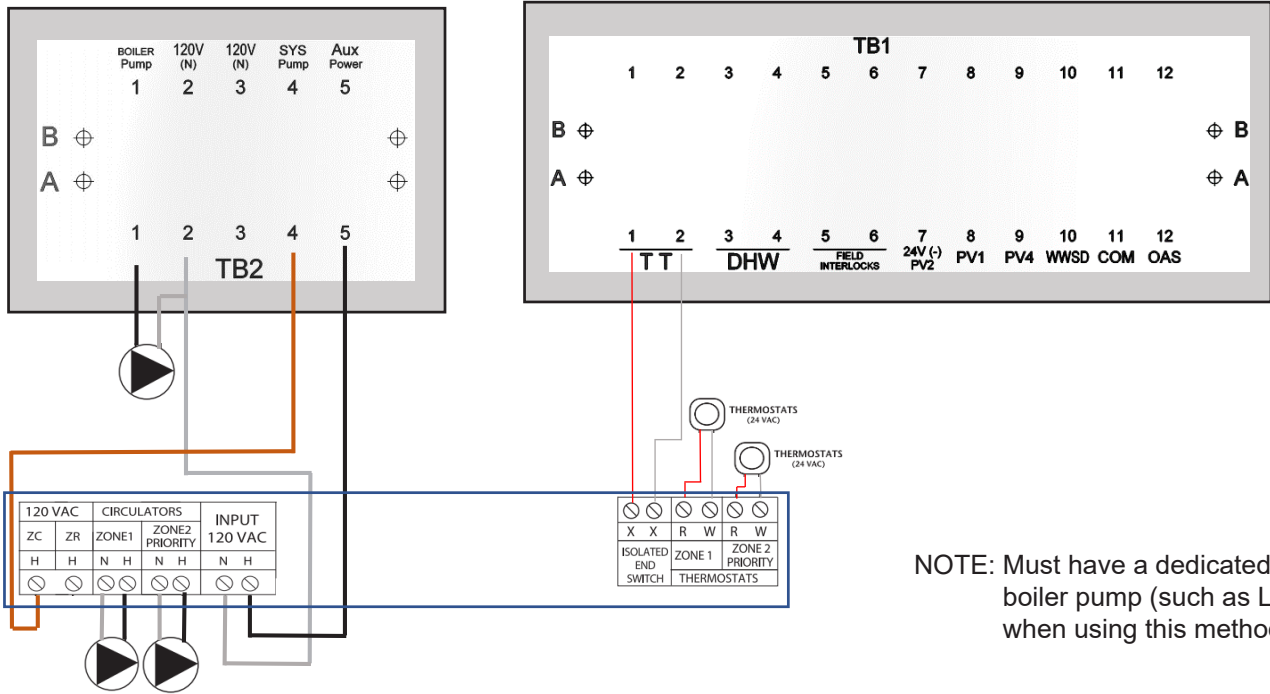 BOILER Pump 120V (N) 120V (N) SYS Pump Aux Power
1 2 3 4 5
B
A
1 2 3 4 5
TB2
TB1
1 2 3 4 5 6 7 8 9 10 11 12
B B
A A
1 2 3 4 5 6 7 8 9 10 11 12
T T DHW FIELD INTERLOCKS 24V (-) PV2 PV1 PV4 WWSD COM OAS
THERMOSTATS
(24 VAC)
THERMOSTATS
(24 VAC)
120 VAC CIRCULATORS INPUT 120 VAC
ZC ZR ZONE1 ZONE2 PRIORITY
H H N H N H N H
X X R W R W
ISOLATED END SWITCH ZONE 1 ZONE 2 PRIORITY
THERMOSTATS
NOTE: Must have a dedicated
boiler pump (such as
when using this